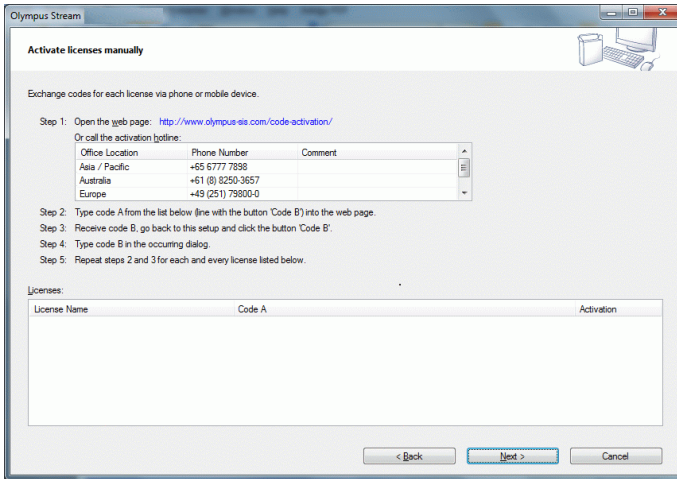 Olympus Stream
Activate licenses manually
Exchange codes for each license via phone or mobile device.
Step 1: Open the web page: http://www.olympus-sis.com/code-activation/
Or call the activation hotline:
Office Location Phone Number Comment
Asia / Pacific +65 6777 7898
Australia +61 (8) 8250-3657
Europe +49 (251) 79800-0
Step 2: Type code A from the list below (line with the button 'Code B') into the web page.
Step 3: Receive code B, go back to this setup and click the button 'Code B'.
Step 4: Type code B in the occurring dialog.
Step 5: Repeat steps 2 and 3 for each and every license listed below.
Licenses:
License Name Code A Activation
< Back Next > Cancel